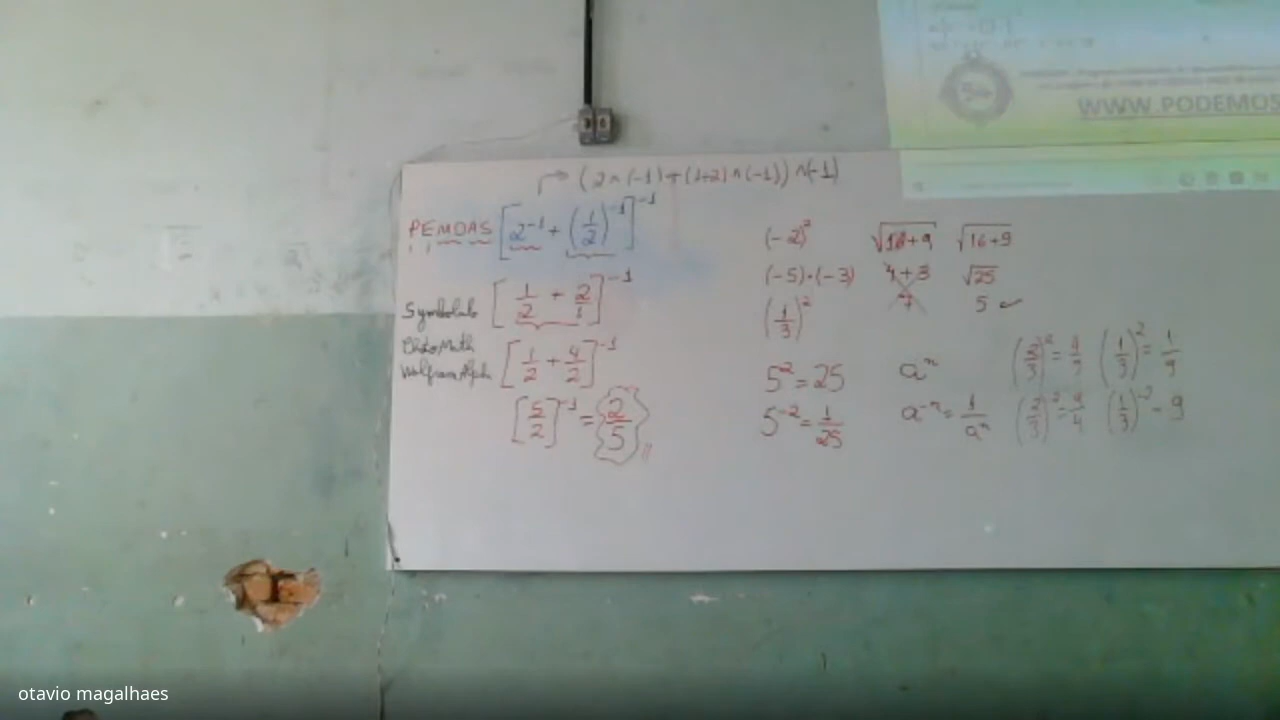 WWW.PODEMOS
→ (2^(-1)+(1÷2)^(-1))^(-1)
PEMDAS [2⁻¹ + (1/2)⁻¹]⁻¹
[1/2 + 2/1]⁻¹
Symbolab
PhotoMath
WolframAlpha [1/2 + 4/2]⁻¹
[5/2]⁻¹ = 2/5
(-2)²
(-5)·(-3)
(1/3)²
5² = 25
5⁻² = 1/25
√16+9
4+3
7
√16+9
√25
5 ✓
aⁿ
a⁻ⁿ = 1/aⁿ
(1/3)² = 1/9
(1/3)⁻² = 9
otavio magalhaes